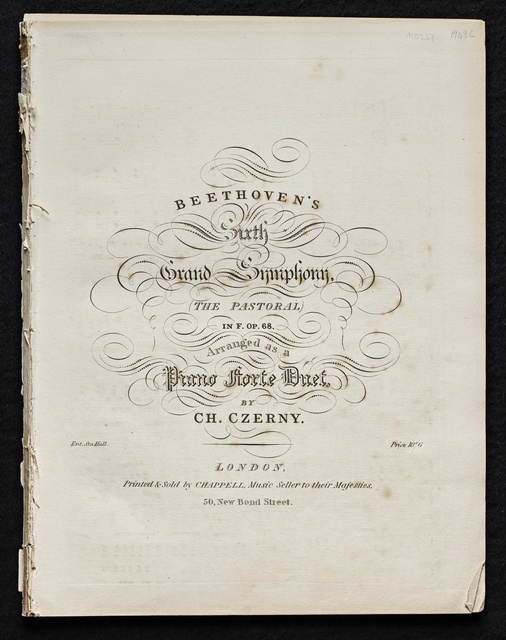 BEETHOVEN'S
Sixth
Grand Symphony,
(THE PASTORAL)
IN F. OP. 68.
Arranged as a
Piano Forte Duet,
BY
CH. CZERNY.
Ent. Sta. Hall.
Price 10/6
LONDON,
Printed & Sold by CHAPPELL, Music Seller to their Majesties,
50, New Bond Street.